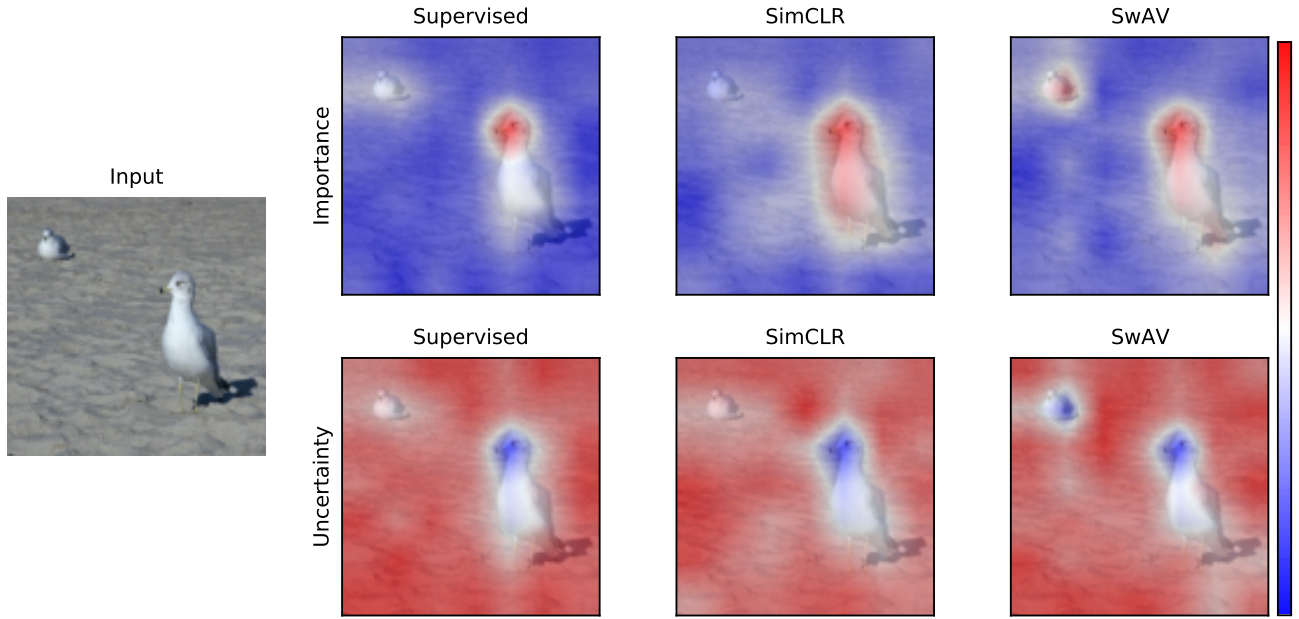 Input
Supervised
SimCLR
SwAV
Importance
Supervised
SimCLR
SwAV
Uncertainty